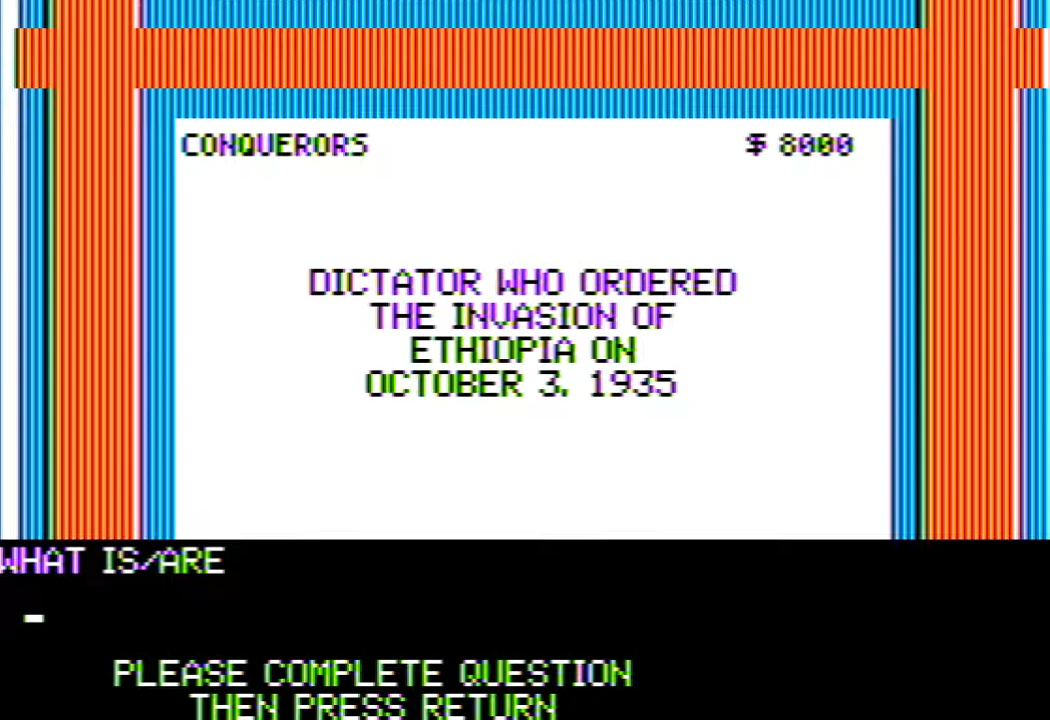 CONQUERORS $ 8000
DICTATOR WHO ORDERED
THE INVASION OF
ETHIOPIA ON
OCTOBER 3, 1935
WHAT IS/ARE
PLEASE COMPLETE QUESTION
THEN PRESS RETURN